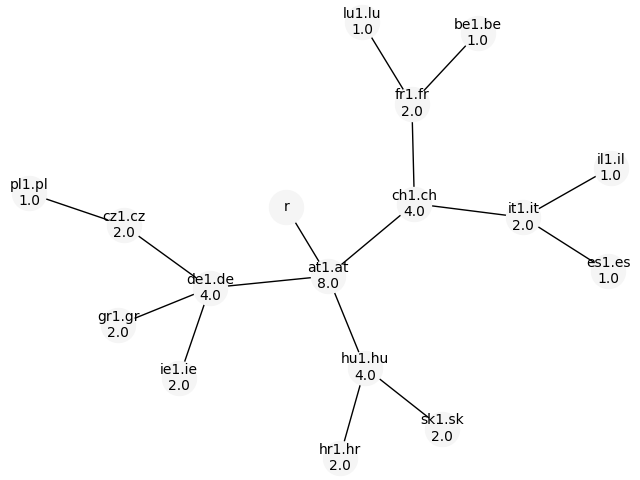 lu1.lu
1.0
be1.be
1.0
fr1.fr
2.0
il1.il
1.0
pl1.pl
1.0
ch1.ch
4.0
r
it1.it
2.0
cz1.cz
2.0
es1.es
1.0
at1.at
8.0
de1.de
4.0
gr1.gr
2.0
hu1.hu
4.0
ie1.ie
2.0
sk1.sk
2.0
hr1.hr
2.0